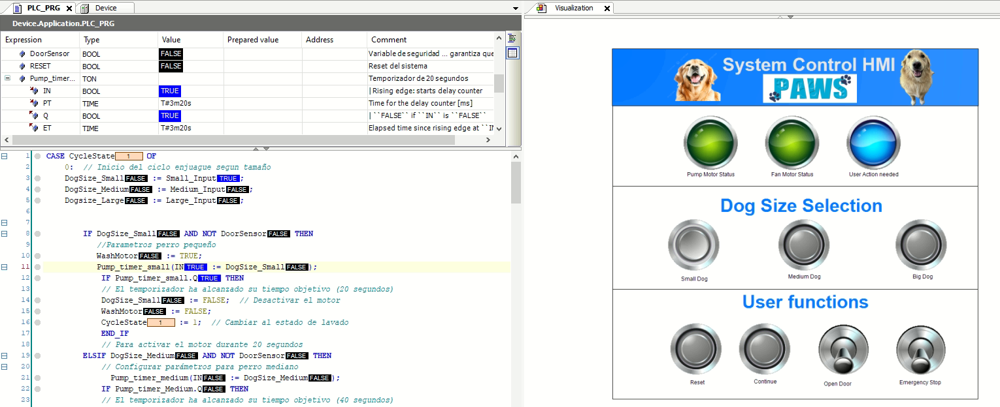 PLC_PRG
Device
Device.Application.PLC_PRG
Expression Type Value Prepared value Address Comment
DoorSensor BOOL FALSE Variable de seguridad ... garantiza que
RESET BOOL FALSE Reset del sistema
Pump_timer... TON Temporizador de 20 segundos
IN BOOL TRUE | Rising edge: starts delay counter
PT TIME T#3m20s Time for the delay counter [ms]
Q BOOL TRUE | ``FALSE`` if ``IN`` is ``FALSE``
ET TIME T#3m20s Elapsed time since rising edge at ``IN
1 CASE CycleState 1 OF
2 0: // Inicio del ciclo enjuague segun tamaño
3 DogSize_Small FALSE := Small_Input TRUE ;
4 DogSize_Medium FALSE := Medium_Input FALSE ;
5 Dogsize_Large FALSE := Large_Input FALSE ;
6
7
8 IF DogSize_Small FALSE AND NOT DoorSensor FALSE THEN
9 //Parametros perro pequeño
10 WashMotor FALSE := TRUE;
11 Pump_timer_small(IN TRUE := DogSize_Small FALSE );
12 IF Pump_timer_small.Q TRUE THEN
13 // El temporizador ha alcanzado su tiempo objetivo (20 segundos)
14 DogSize_Small FALSE := FALSE; // Desactivar el motor
15 WashMotor FALSE := FALSE;
16 CycleState 1 := 1; // Cambiar al estado de lavado
17 END_IF
18 // Para activar el motor durante 20 segundos
19 ELSIF DogSize_Medium FALSE AND NOT DoorSensor FALSE THEN
20 // Configurar parámetros para perro mediano
21 Pump_timer_medium(IN FALSE := DogSize_Medium FALSE );
22 IF Pump_timer_Medium.Q FALSE THEN
23 // El temporizador ha alcanzado su tiempo objetivo (40 segundos)
Visualization
System Control HMI
PAWS
Pump Motor Status Fan Motor Status User Action needed
Dog Size Selection
Small Dog Medium Dog Big Dog
User functions
Reset Continue Open Door Emergency Stop